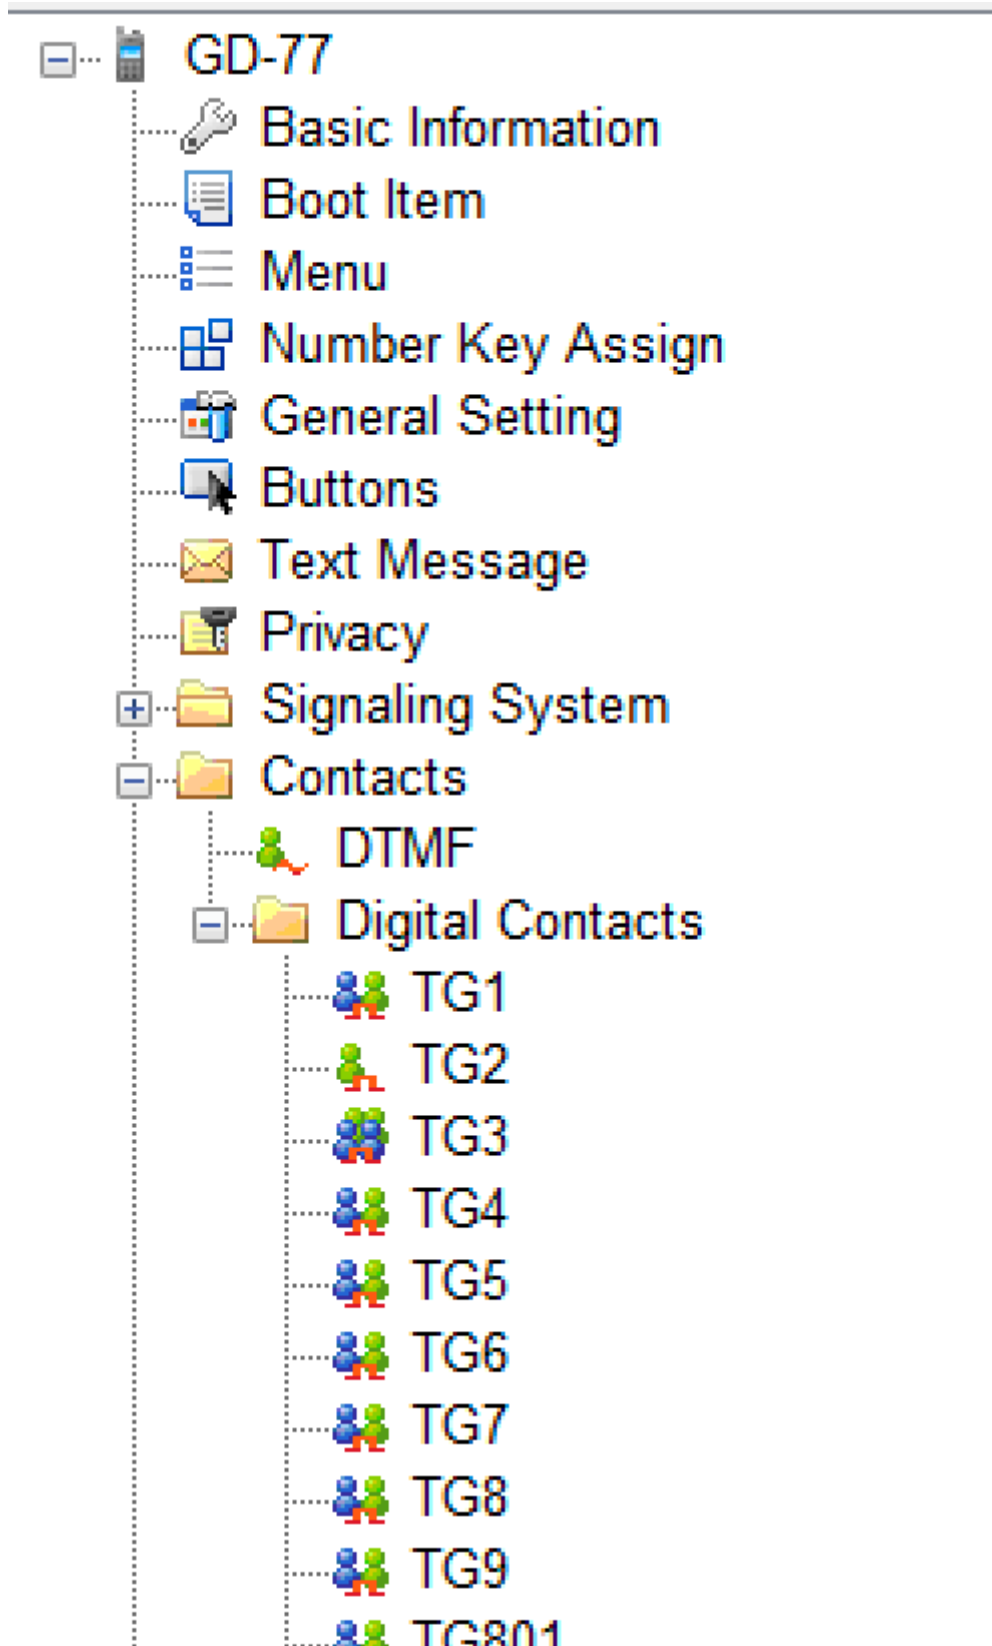 GD-77
Basic Information
Boot Item
Menu
Number Key Assign
General Setting
Buttons
Text Message
Privacy
Signaling System
Contacts
DTMF
Digital Contacts
TG1
TG2
TG3
TG4
TG5
TG6
TG7
TG8
TG9
TG801